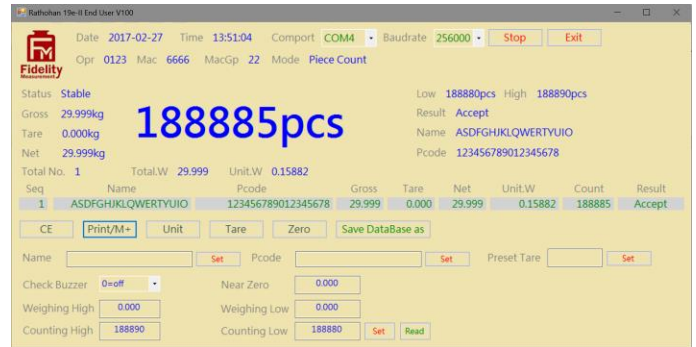 Rathohan 19e-II End User V100
Fidelity
Measurement
Date 2017-02-27 Time 13:51:04 Comport COM4 Baudrate 256000 Stop Exit
Opr 0123 Mac 6666 MacGp 22 Mode Piece Count
Status Stable
Gross 29.999kg
Tare 0.000kg
Net 29.999kg
188885pcs
Low 188880pcs High 188890pcs
Result Accept
Name ASDFGHJKLQWERTYUIO
Pcode 123456789012345678
Total No. 1 Total.W 29.999 Unit.W 0.15882
Seq Name Pcode Gross Tare Net Unit.W Count Result
1 ASDFGHJKLQWERTYUIO 123456789012345678 29.999 0.000 29.999 0.15882 188885 Accept
CE Print/M+ Unit Tare Zero Save DataBase as
Name Set Pcode Set Preset Tare Set
Check Buzzer 0=off Near Zero 0.000
Weighing High 0.000 Weighing Low 0.000
Counting High 188890 Counting Low 188880 Set Read